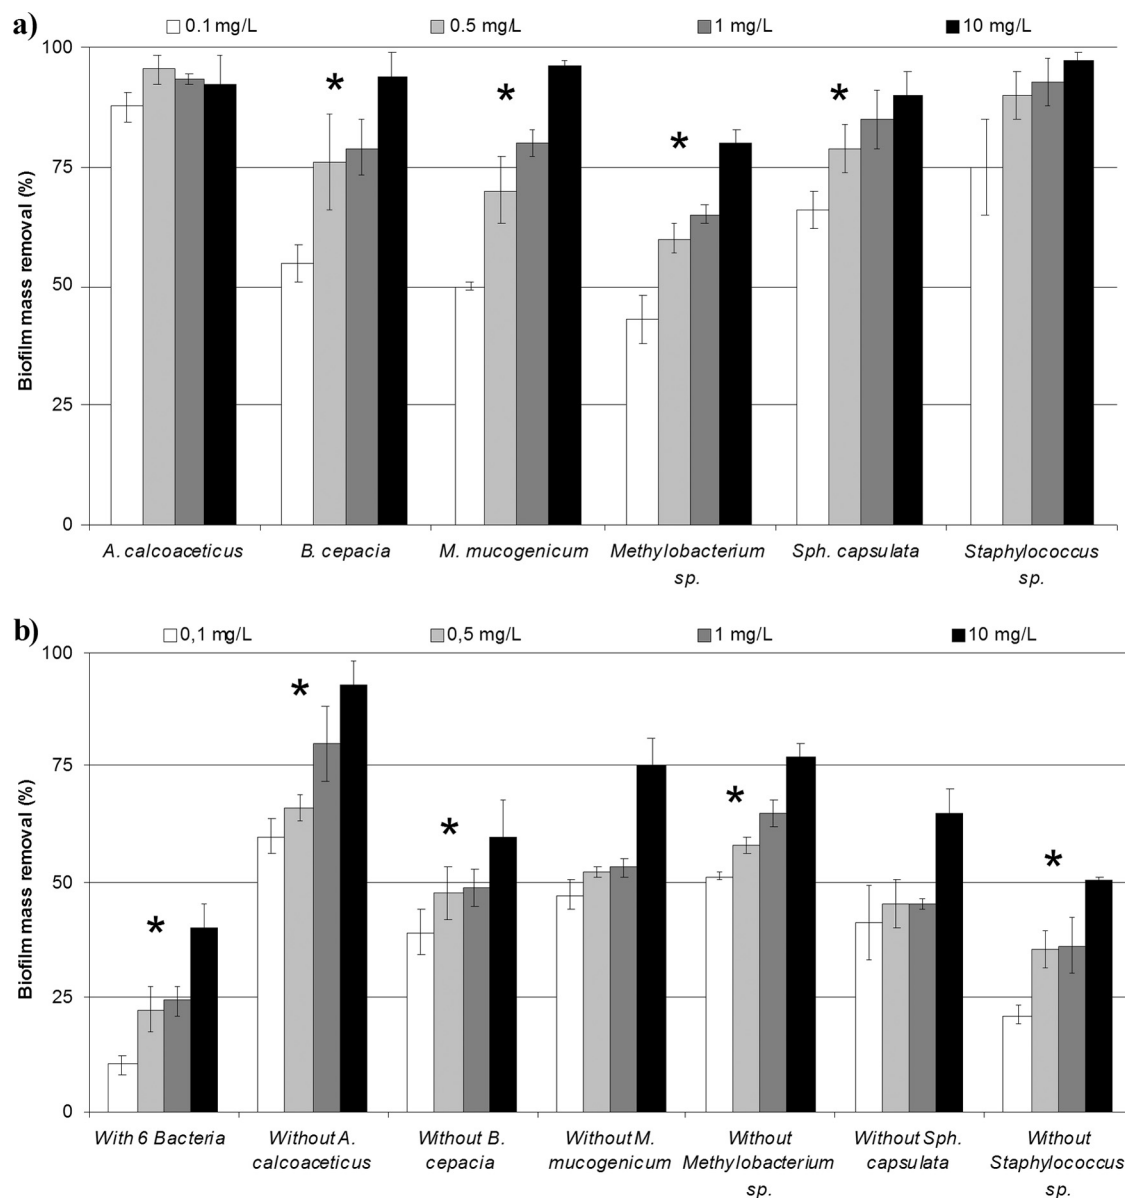 a)
0.1 mg/L 0.5 mg/L 1 mg/L 10 mg/L
Biofilm mass removal (%)
100
75
50
25
0
*
*
*
*
A. calcoaceticus B. cepacia M. mucogenicum Methylobacterium Sph. capsulata Staphylococcus
sp. sp.
b)
0,1 mg/L 0,5 mg/L 1 mg/L 10 mg/L
Biofilm mass removal (%)
100
75
50
25
0
*
*
*
*
*
With 6 Bacteria Without A. Without B. Without M. Without Without Sph. Without
calcoaceticus cepacia mucogenicum Methylobacterium capsulata Staphylococcus
sp. sp.